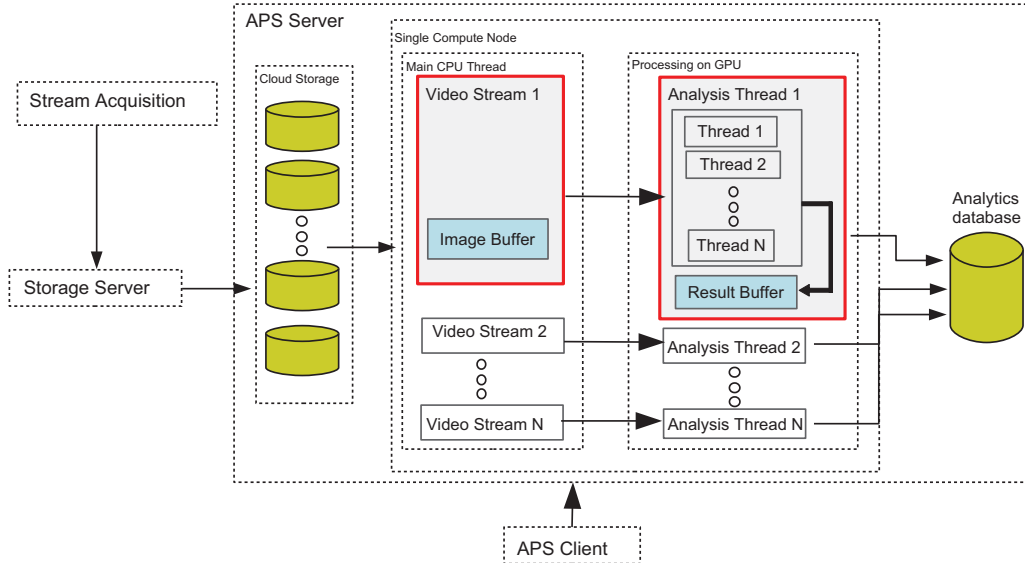 APS Server
Single Compute Node
Cloud Storage
Main CPU Thread
Processing on GPU
Stream Acquisition
Video Stream 1
Analysis Thread 1
Thread 1
Thread 2
Analytics
database
Image Buffer
Thread N
Storage Server
Result Buffer
Video Stream 2
Analysis Thread 2
Video Stream N
Analysis Thread N
APS Client